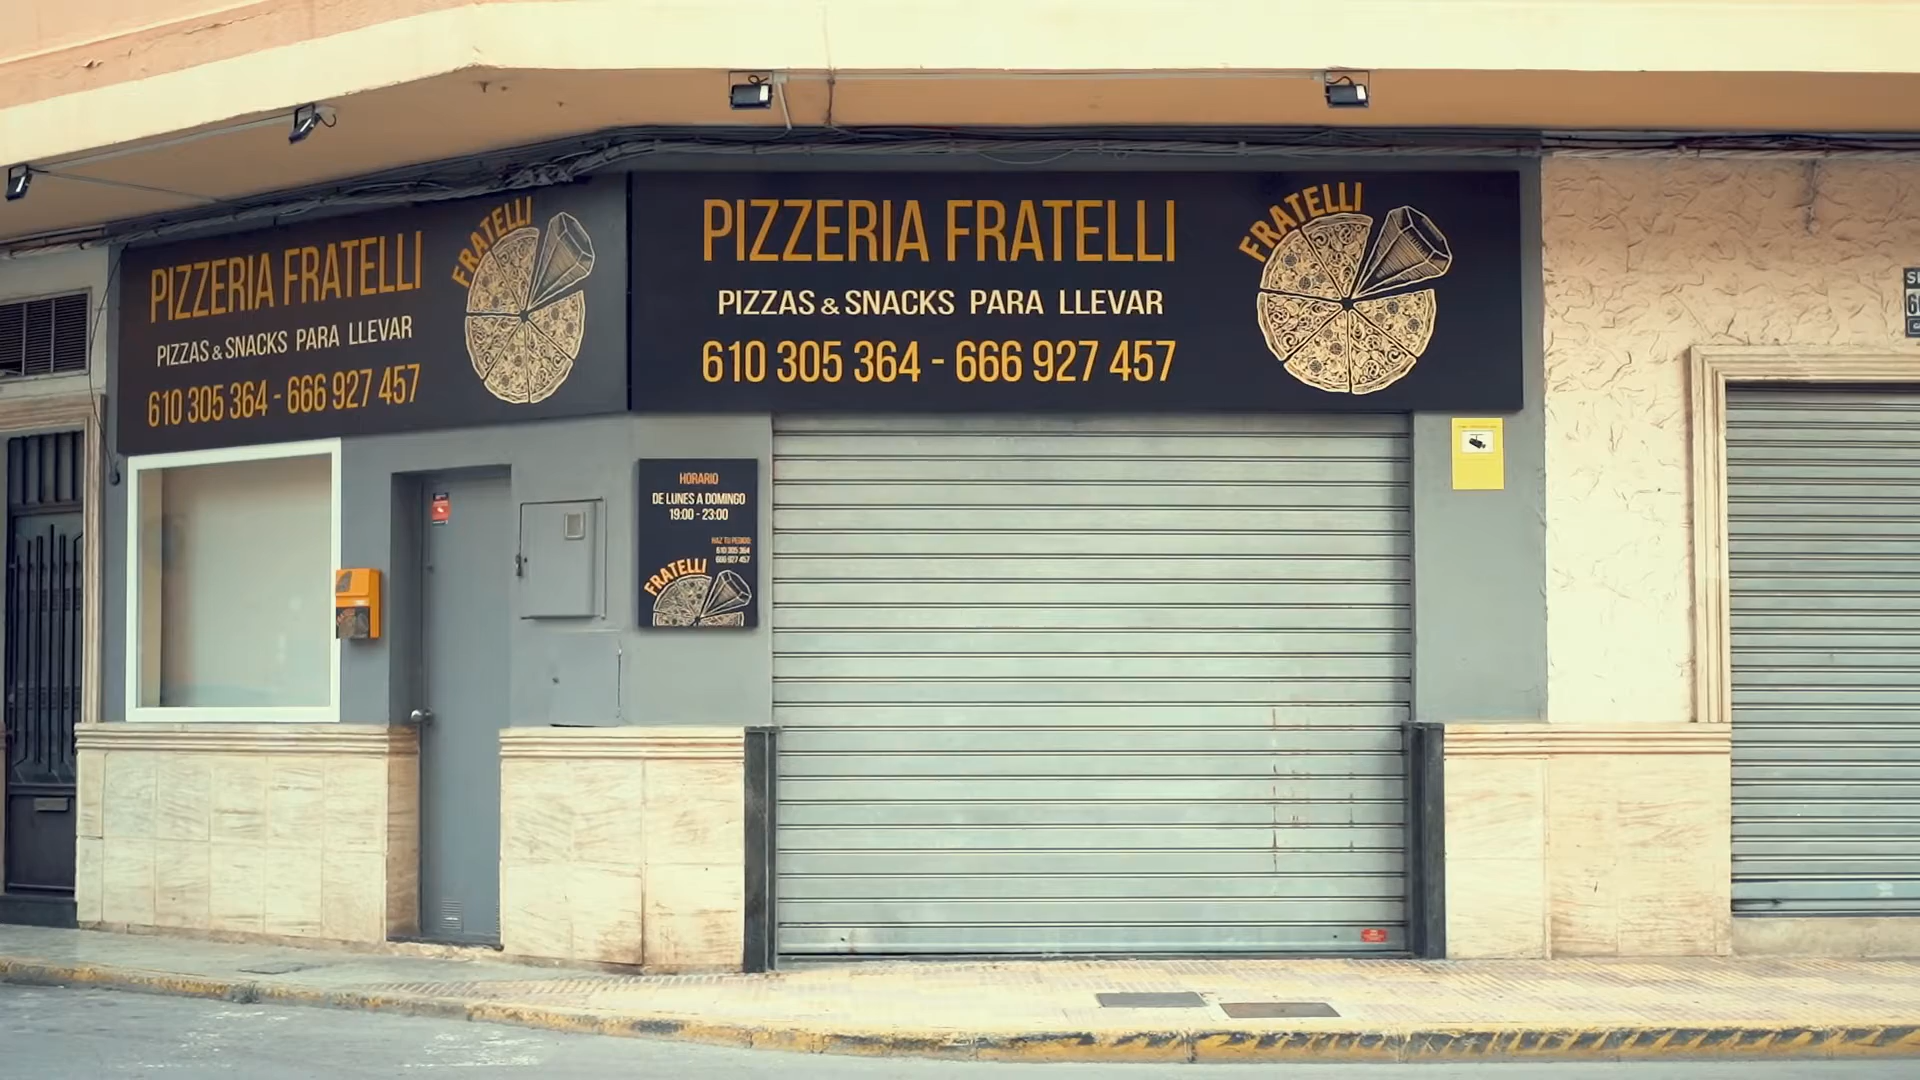 PIZZERIA FRATELLI
PIZZAS & SNACKS PARA LLEVAR
610 305 364 - 666 927 457
FRATELLI
PIZZERIA FRATELLI
PIZZAS & SNACKS PARA LLEVAR
610 305 364 - 666 927 457
FRATELLI
HORARIO
DE LUNES A DOMINGO
19:00 - 23:00
HAZ TU PEDIDO:
610 305 364
666 927 457
FRATELLI